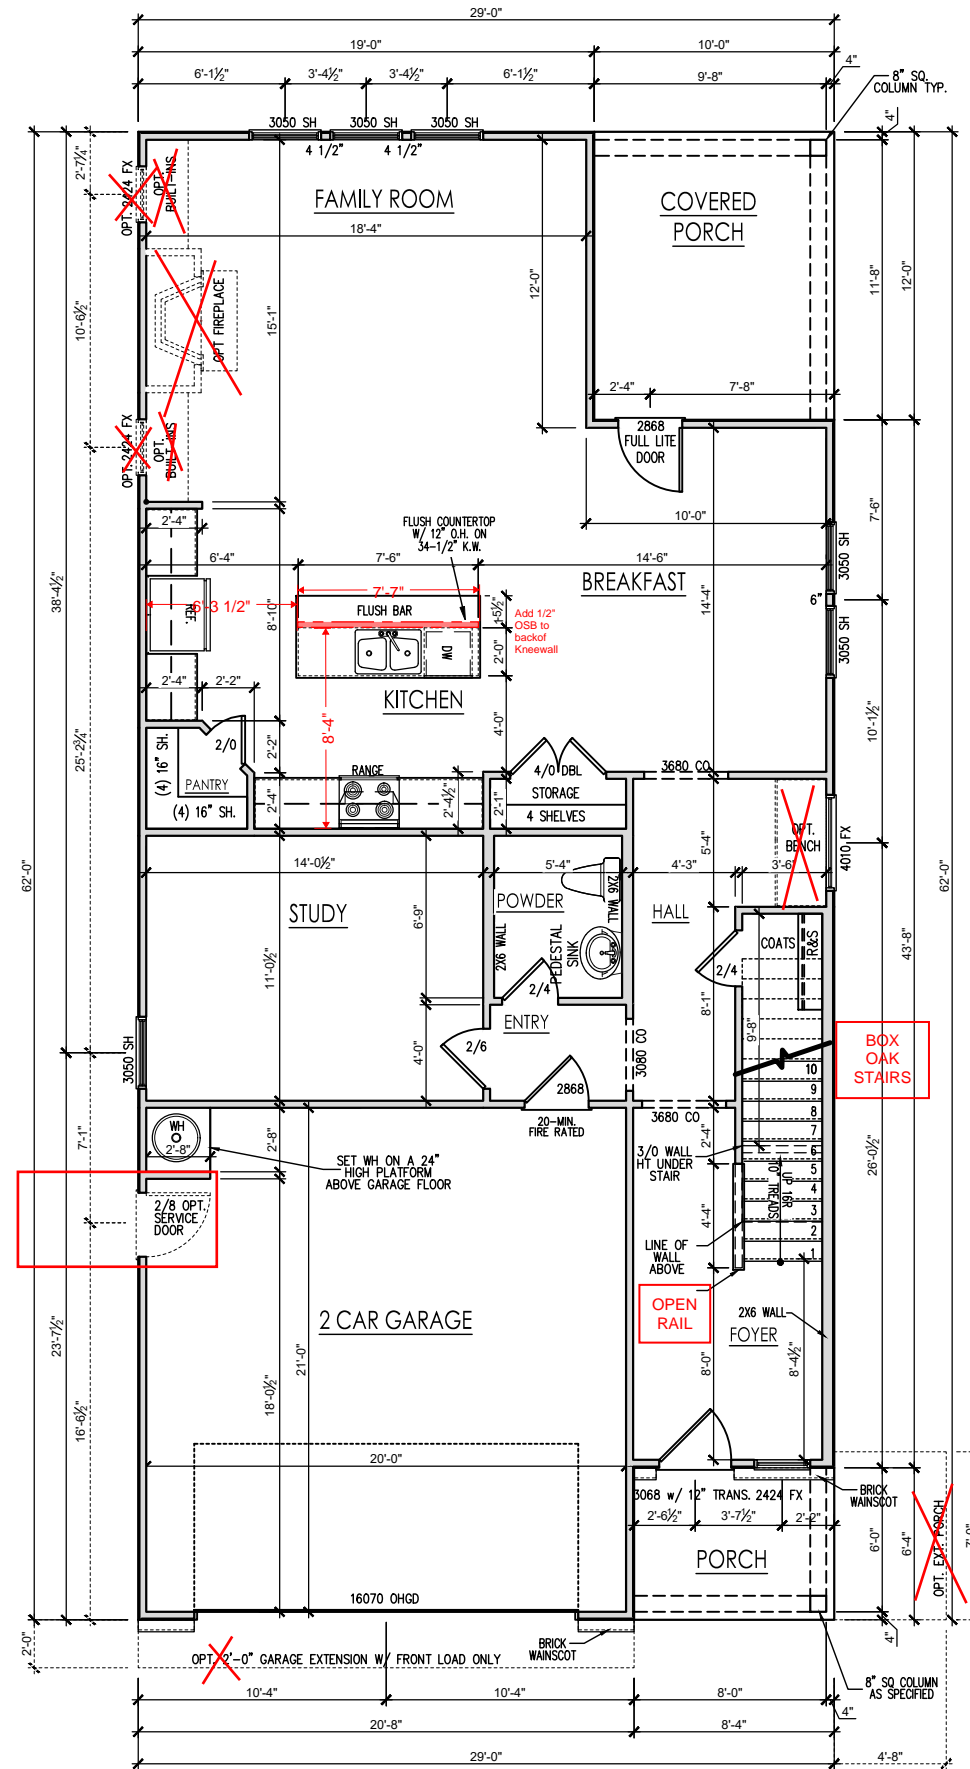 29'-0"
19'-0"
10'-0"
6'-1½"
3'-4½"
3'-4½"
6'-1½"
9'-8"
4"
8" SQ.
COLUMN TYP.
3050 SH
3050 SH
3050 SH
4 1/2"
4 1/2"
4"
2'-7¼"
OPT. 2424 FX
OPT.
BUILT-INS
FAMILY ROOM
18'-4"
COVERED
PORCH
12'-0"
15'-1"
11'-8"
12'-0"
10'-6½"
OPT FIREPLACE
2'-4"
7'-8"
2868
FULL LITE
DOOR
OPT. 2424 FX
OPT.
BUILT-INS
10'-0"
7'-6"
2'-4"
FLUSH COUNTERTOP
W/ 12" O.H. ON
34-1/2" K.W.
6'-4"
7'-6"
14'-6"
3050 SH
38'-4½"
BREAKFAST
7'-7"
6'-3 1/2"
REF.
8'-10"
FLUSH BAR
1'-5½"
Add 1/2"
OSB to
backof
Kneewall
14'-4"
6"
3050 SH
DW
2'-0"
2'-4"
2'-2"
KITCHEN
8'-4"
4'-0"
10'-1½"
25'-2¾"
2/0
2'-2"
(4) 16" SH.
PANTRY
(4) 16" SH.
RANGE
2'-4"
2'-4½"
4/0 DBL
STORAGE
2'-1"
4 SHELVES
3680 CO
OPT.
BENCH
4010 FX
5'-4"
14'-0½"
5'-4"
4'-3"
3'-6"
62'-0"
62'-0"
STUDY
6'-9"
POWDER
2X6 WALL
2X6 WALL
PEDESTAL
SINK
HALL
COATS
R&S
43'-8"
11'-0½"
2/4
2/4
8'-1"
9'-8"
ENTRY
2/6
4'-0"
3080 CO
3050 SH
BOX
OAK
STAIRS
10
9
8
7
6
5
4
3
2
1
2868
20-MIN.
FIRE RATED
3680 CO
7'-1"
WH
2'-8"
2'-8"
SET WH ON A 24"
HIGH PLATFORM
ABOVE GARAGE FLOOR
3/0 WALL
HT UNDER
STAIR
2'-4"
26'-0½"
UP 16R
10" TREADS
2/8 OPT.
SERVICE
DOOR
4'-4"
LINE OF
WALL
ABOVE
OPEN
RAIL
2X6 WALL
FOYER
2 CAR GARAGE
23'-7½"
21'-0"
18'-0½"
8'-0"
8'-4½"
16'-6½"
20'-0"
BRICK
WAINSCOT
3068 w/ 12" TRANS.
2424 FX
2'-6½"
3'-7½"
2'-2"
6'-0"
6'-4"
OPT. EXT. PORCH
7'-0"
PORCH
16070 OHGD
4"
2'-0"
BRICK
WAINSCOT
OPT. 2'-0" GARAGE EXTENSION W/ FRONT LOAD ONLY
8" SQ COLUMN
AS SPECIFIED
10'-4"
10'-4"
8'-0"
4"
20'-8"
8'-4"
29'-0"
4'-8"